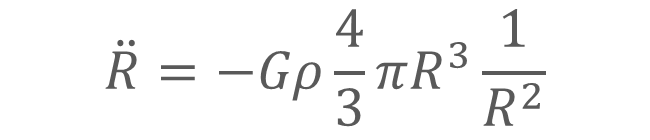 R̈ = −Gρ 4/3 πR³ 1/R²